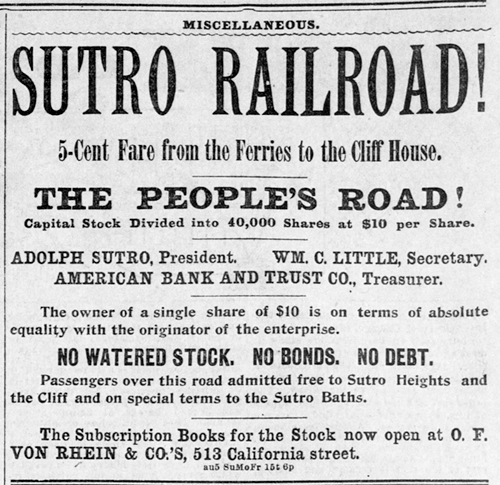 MISCELLANEOUS.
SUTRO RAILROAD!
5-Cent Fare from the Ferries to the Cliff House.
THE PEOPLE'S ROAD!
Capital Stock Divided into 40,000 Shares at $10 per Share.
ADOLPH SUTRO, President. WM. C. LITTLE, Secretary.
AMERICAN BANK AND TRUST CO., Treasurer.
The owner of a single share of $10 is on terms of absolute
equality with the originator of the enterprise.
NO WATERED STOCK. NO BONDS. NO DEBT.
Passengers over this road admitted free to Sutro Heights and
the Cliff and on special terms to the Sutro Baths.
The Subscription Books for the Stock now open at O. F.
VON RHEIN & CO.'S, 513 California street.
au5 SuMoFr 15t 6p